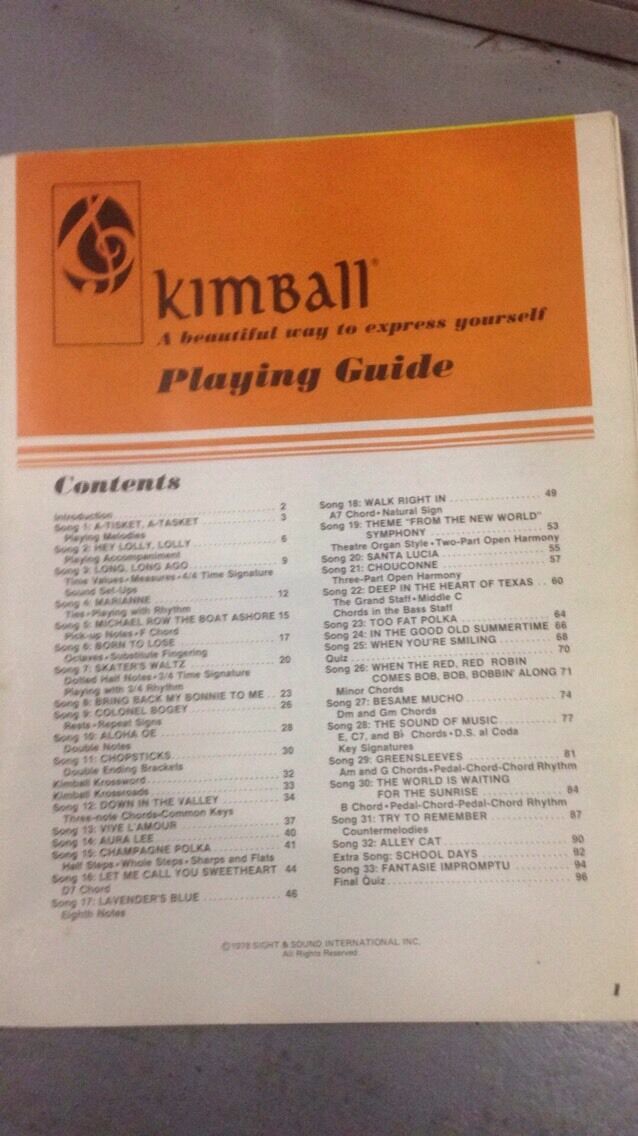 KIMBALL®
A beautiful way to express yourself
Playing Guide
Contents
Introduction 2
Song 1: A-TISKET, A-TASKET 3
Playing Melodies
Song 2: HEY LOLLY, LOLLY 6
Playing Accompaniment
Song 3: LONG, LONG AGO 9
Time Values•Measures•4/4 Time Signature
Sound Set-Ups
Song 4: MARIANNE 12
Ties•Playing with Rhythm
Song 5: MICHAEL ROW THE BOAT ASHORE 15
Pick-up Notes•F Chord
Song 6: BORN TO LOSE 17
Octaves•Substitute Fingering
Song 7: SKATER'S WALTZ 20
Dotted Half Notes•3/4 Time Signature
Playing with 3/4 Rhythm
Song 8: BRING BACK MY BONNIE TO ME 23
Song 9: COLONEL BOGEY 26
Rests•Repeat Signs
Song 10: ALOHA OE 28
Double Notes
Song 11: CHOPSTICKS 30
Double Ending Brackets
Kimball Krossword 32
Kimball Krossroads 33
Song 12: DOWN IN THE VALLEY 34
Three-note Chords•Common Keys
Song 13: VIVE L'AMOUR 37
Song 14: AURA LEE 40
Song 15: CHAMPAGNE POLKA 41
Half Steps•Whole Steps•Sharps and Flats
Song 16: LET ME CALL YOU SWEETHEART 44
D7 Chord
Song 17: LAVENDER'S BLUE 46
Eighth Notes
Song 18: WALK RIGHT IN 49
A7 Chord•Natural Sign
Song 19: THEME "FROM THE NEW WORLD"
SYMPHONY 53
Theatre Organ Style•Two-Part Open Harmony
Song 20: SANTA LUCIA 55
Song 21: CHOUCONNE 57
Three-Part Open Harmony
Song 22: DEEP IN THE HEART OF TEXAS 60
The Grand Staff•Middle C
Chords in the Bass Staff
Song 23: TOO FAT POLKA 64
Song 24: IN THE GOOD OLD SUMMERTIME 66
Song 25: WHEN YOU'RE SMILING 68
Quiz 70
Song 26: WHEN THE RED, RED ROBIN
COMES BOB, BOB, BOBBIN' ALONG 71
Minor Chords
Song 27: BESAME MUCHO 74
Dm and Gm Chords
Song 28: THE SOUND OF MUSIC 77
E, C7, and B♭ Chords•D.S. al Coda
Key Signatures
Song 29: GREENSLEEVES 81
Am and G Chords•Pedal-Chord-Chord Rhythm
Song 30: THE WORLD IS WAITING
FOR THE SUNRISE 84
B Chord•Pedal-Chord-Pedal-Chord Rhythm
Song 31: TRY TO REMEMBER 87
Countermelodies
Song 32: ALLEY CAT 90
Extra Song: SCHOOL DAYS 92
Song 33: FANTASIE IMPROMPTU 94
Final Quiz 96
©1978 SIGHT & SOUND INTERNATIONAL INC.
All Rights Reserved
1